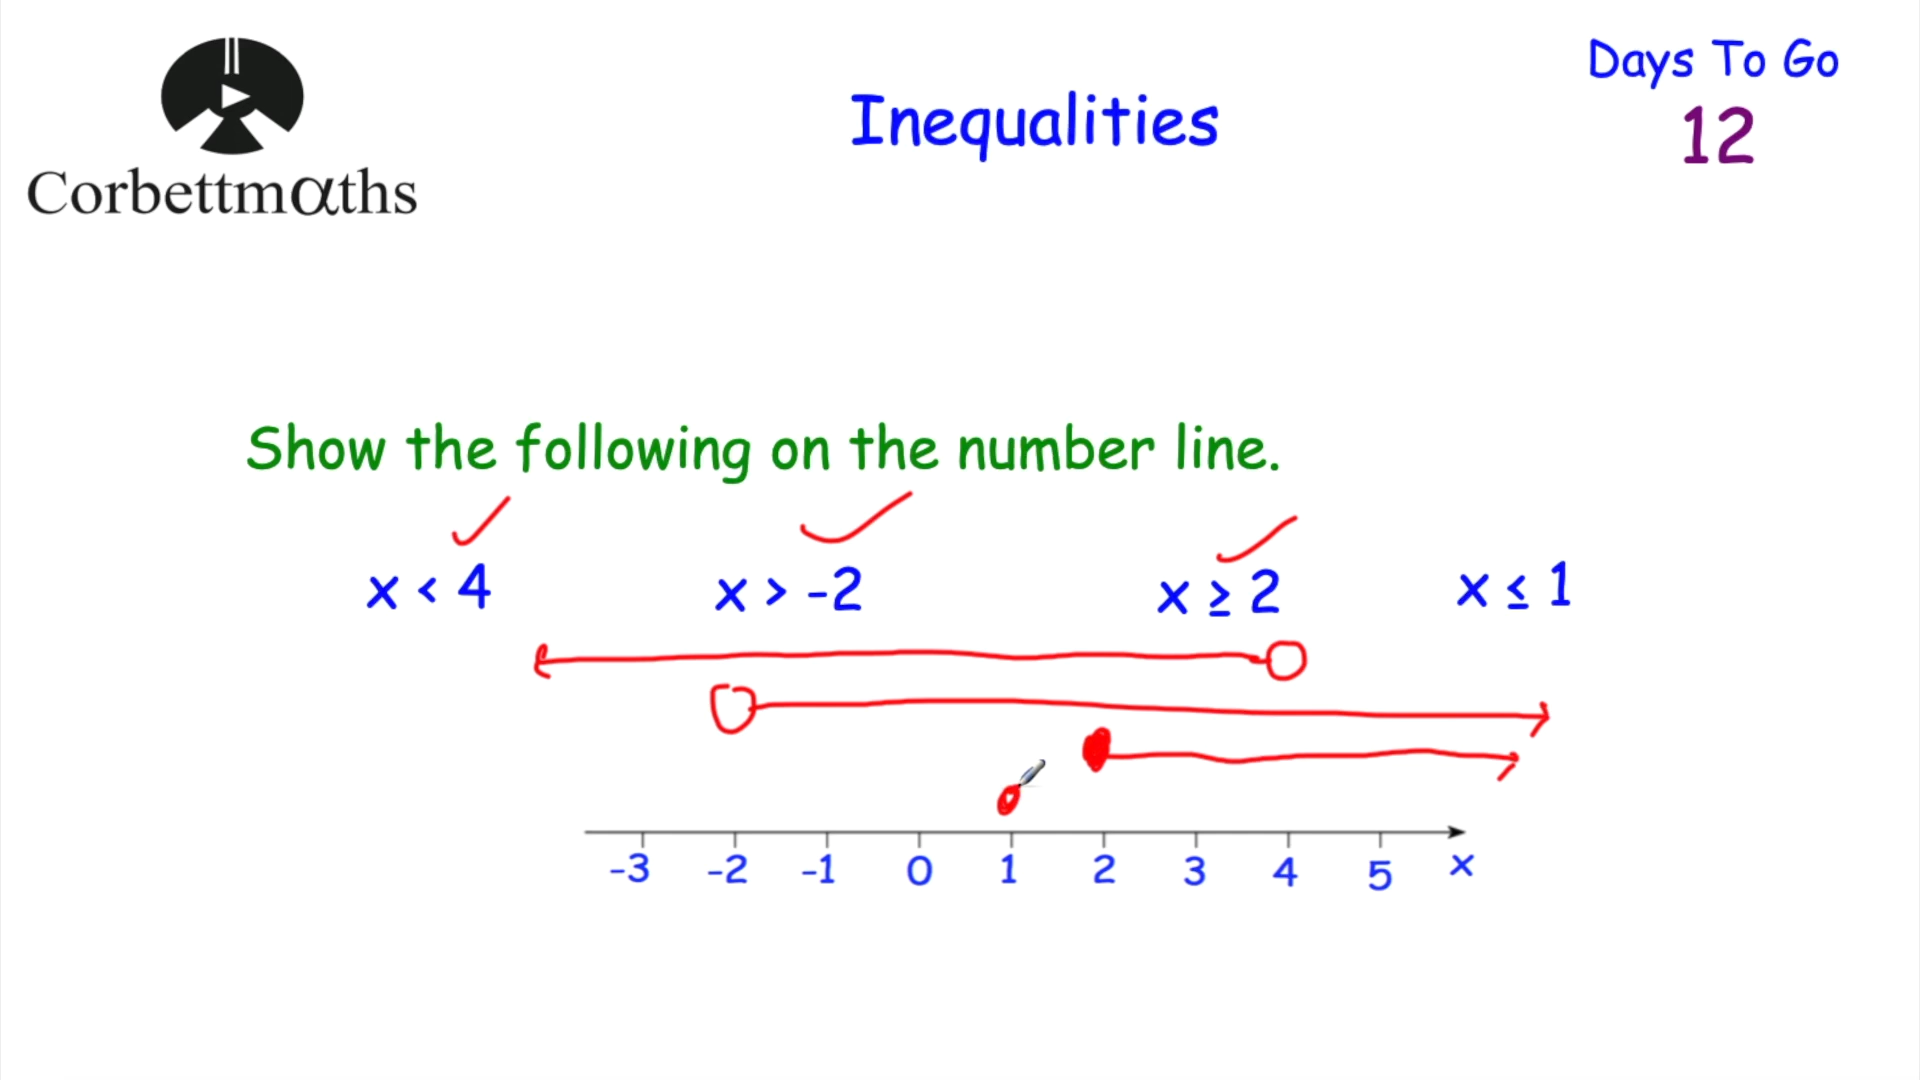 Corbettmαths
Inequalities
Days To Go
12
Show the following on the number line.
x < 4
x > -2
x ≥ 2
x ≤ 1
-3 -2 -1 0 1 2 3 4 5 x